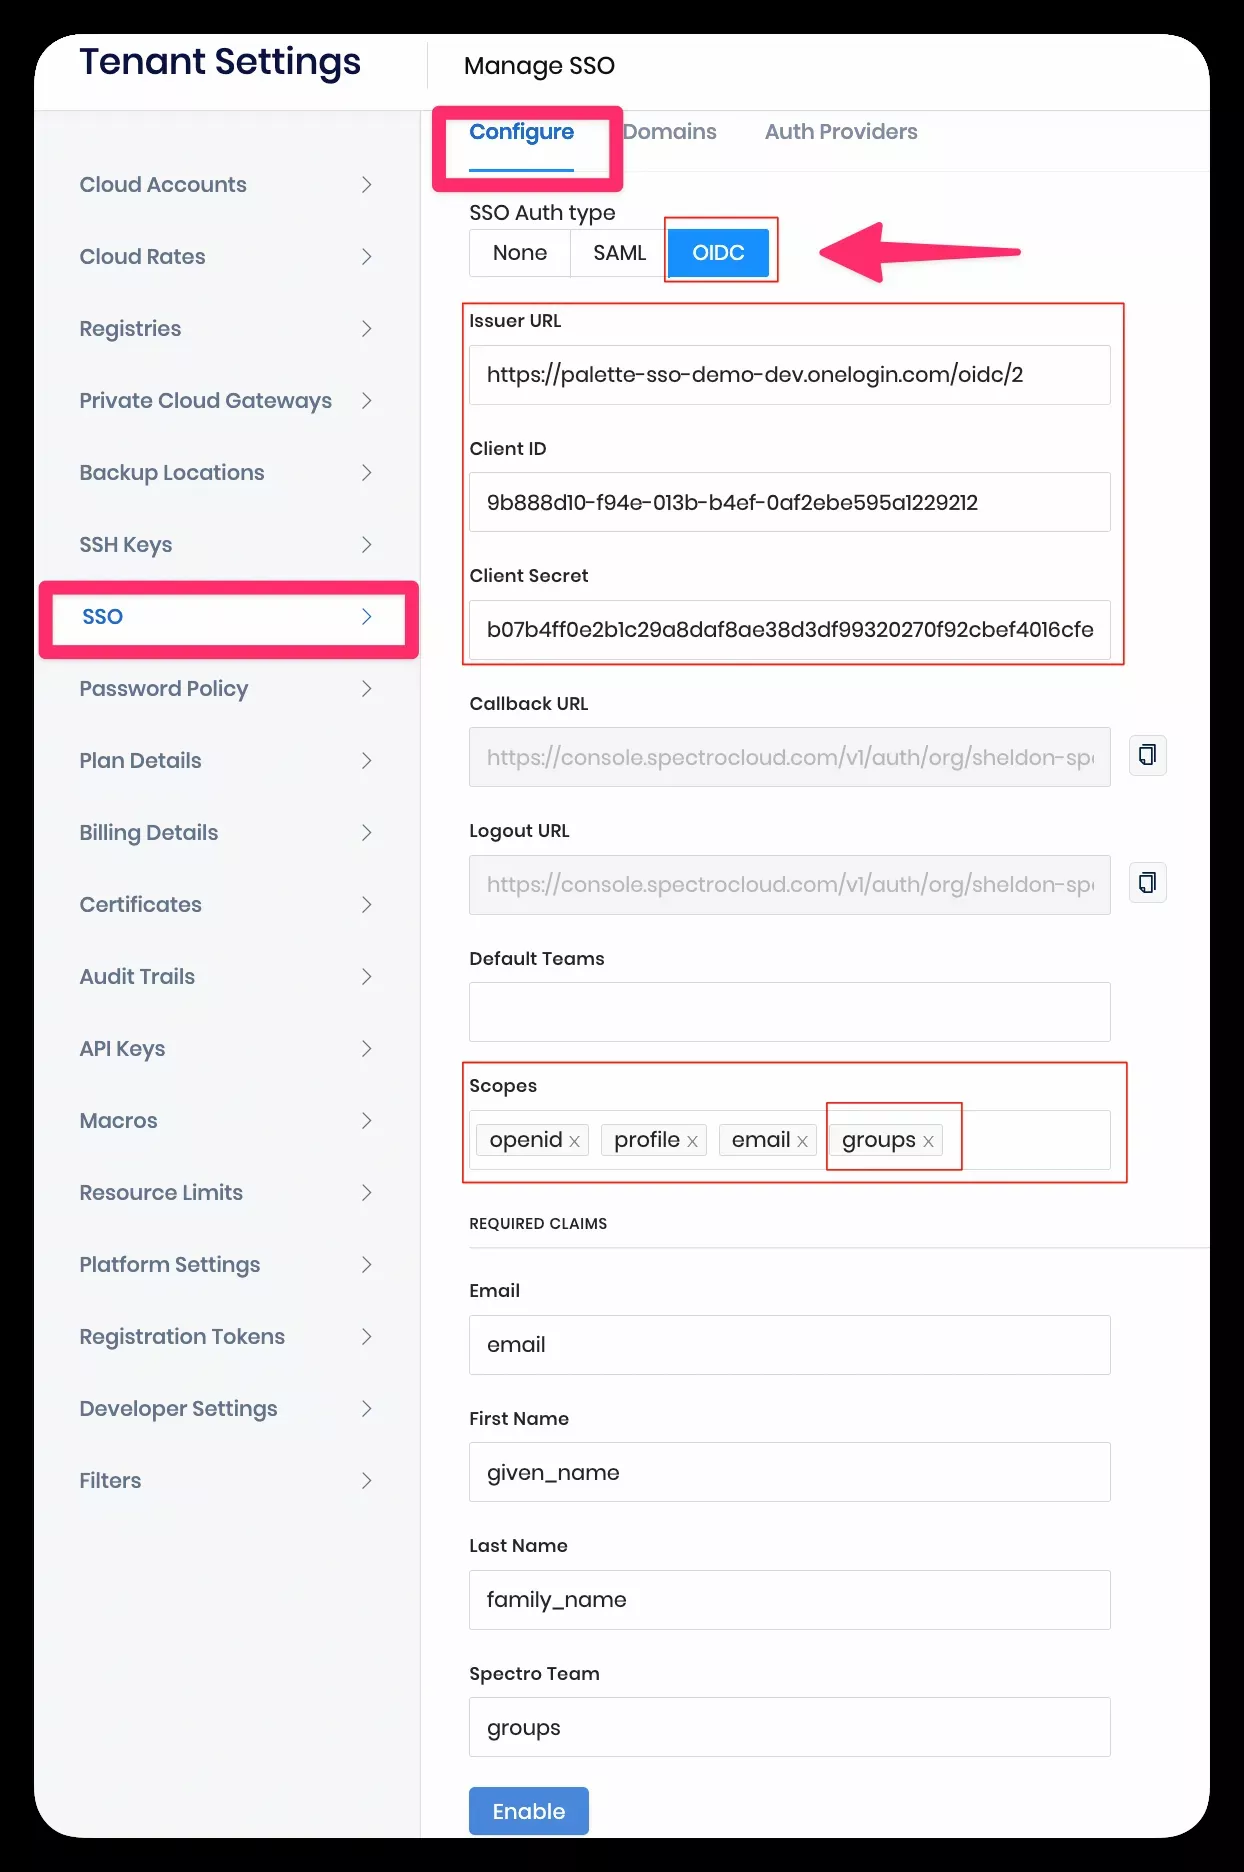 Tenant Settings
Manage SSO
Cloud Accounts
Cloud Rates
Registries
Private Cloud Gateways
Backup Locations
SSH Keys
SSO
Password Policy
Plan Details
Billing Details
Certificates
Audit Trails
API Keys
Macros
Resource Limits
Platform Settings
Registration Tokens
Developer Settings
Filters
Configure Domains Auth Providers
SSO Auth type
None SAML OIDC
Issuer URL
https://palette-sso-demo-dev.onelogin.com/oidc/2
Client ID
9b888d10-f94e-013b-b4ef-0af2ebe595a1229212
Client Secret
b07b4ff0e2b1c29a8daf8ae38d3df99320270f92cbef4016cfe
Callback URL
https://console.spectrocloud.com/v1/auth/org/sheldon-spe
Logout URL
https://console.spectrocloud.com/v1/auth/org/sheldon-spe
Default Teams
Scopes
openid x profile x email x groups x
REQUIRED CLAIMS
Email
email
First Name
given_name
Last Name
family_name
Spectro Team
groups
Enable